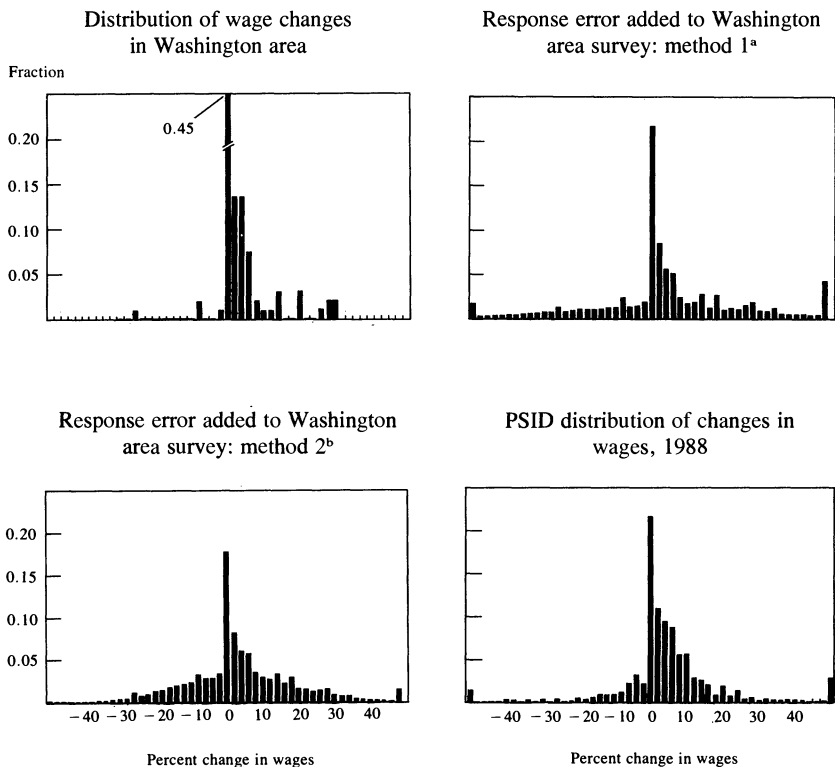 Distribution of wage changes
in Washington area
Fraction
0.45
0.20
0.15
0.10
0.05
Response error added to Washington
area survey: method 1ᵃ
Response error added to Washington
area survey: method 2ᵇ
0.20
0.15
0.10
0.05
−40 −30 −20 −10 0 10 20 30 40
Percent change in wages
PSID distribution of changes in
wages, 1988
−40 −30 −20 −10 0 10 20 30 40
Percent change in wages